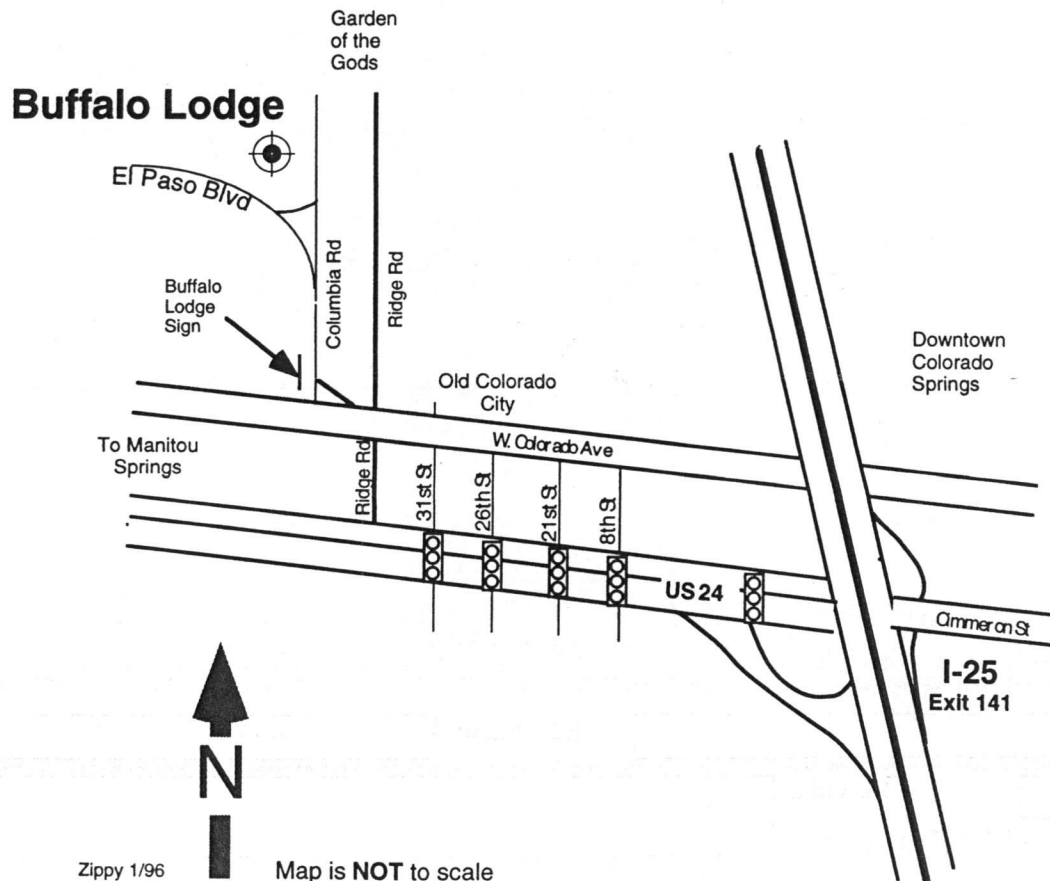 Garden
of the
Gods
Buffalo Lodge
El Paso Blvd
Columbia Rd
Ridge Rd
Buffalo
Lodge
Sign
Downtown
Colorado
Springs
Old Colorado
City
W. Colorado Ave
To Manitou
Springs
Ridge Rd
31st St
26th St
21st St
8th St
US 24
Cimmeron St
I-25
Exit 141
N
Zippy 1/96
Map is NOT to scale